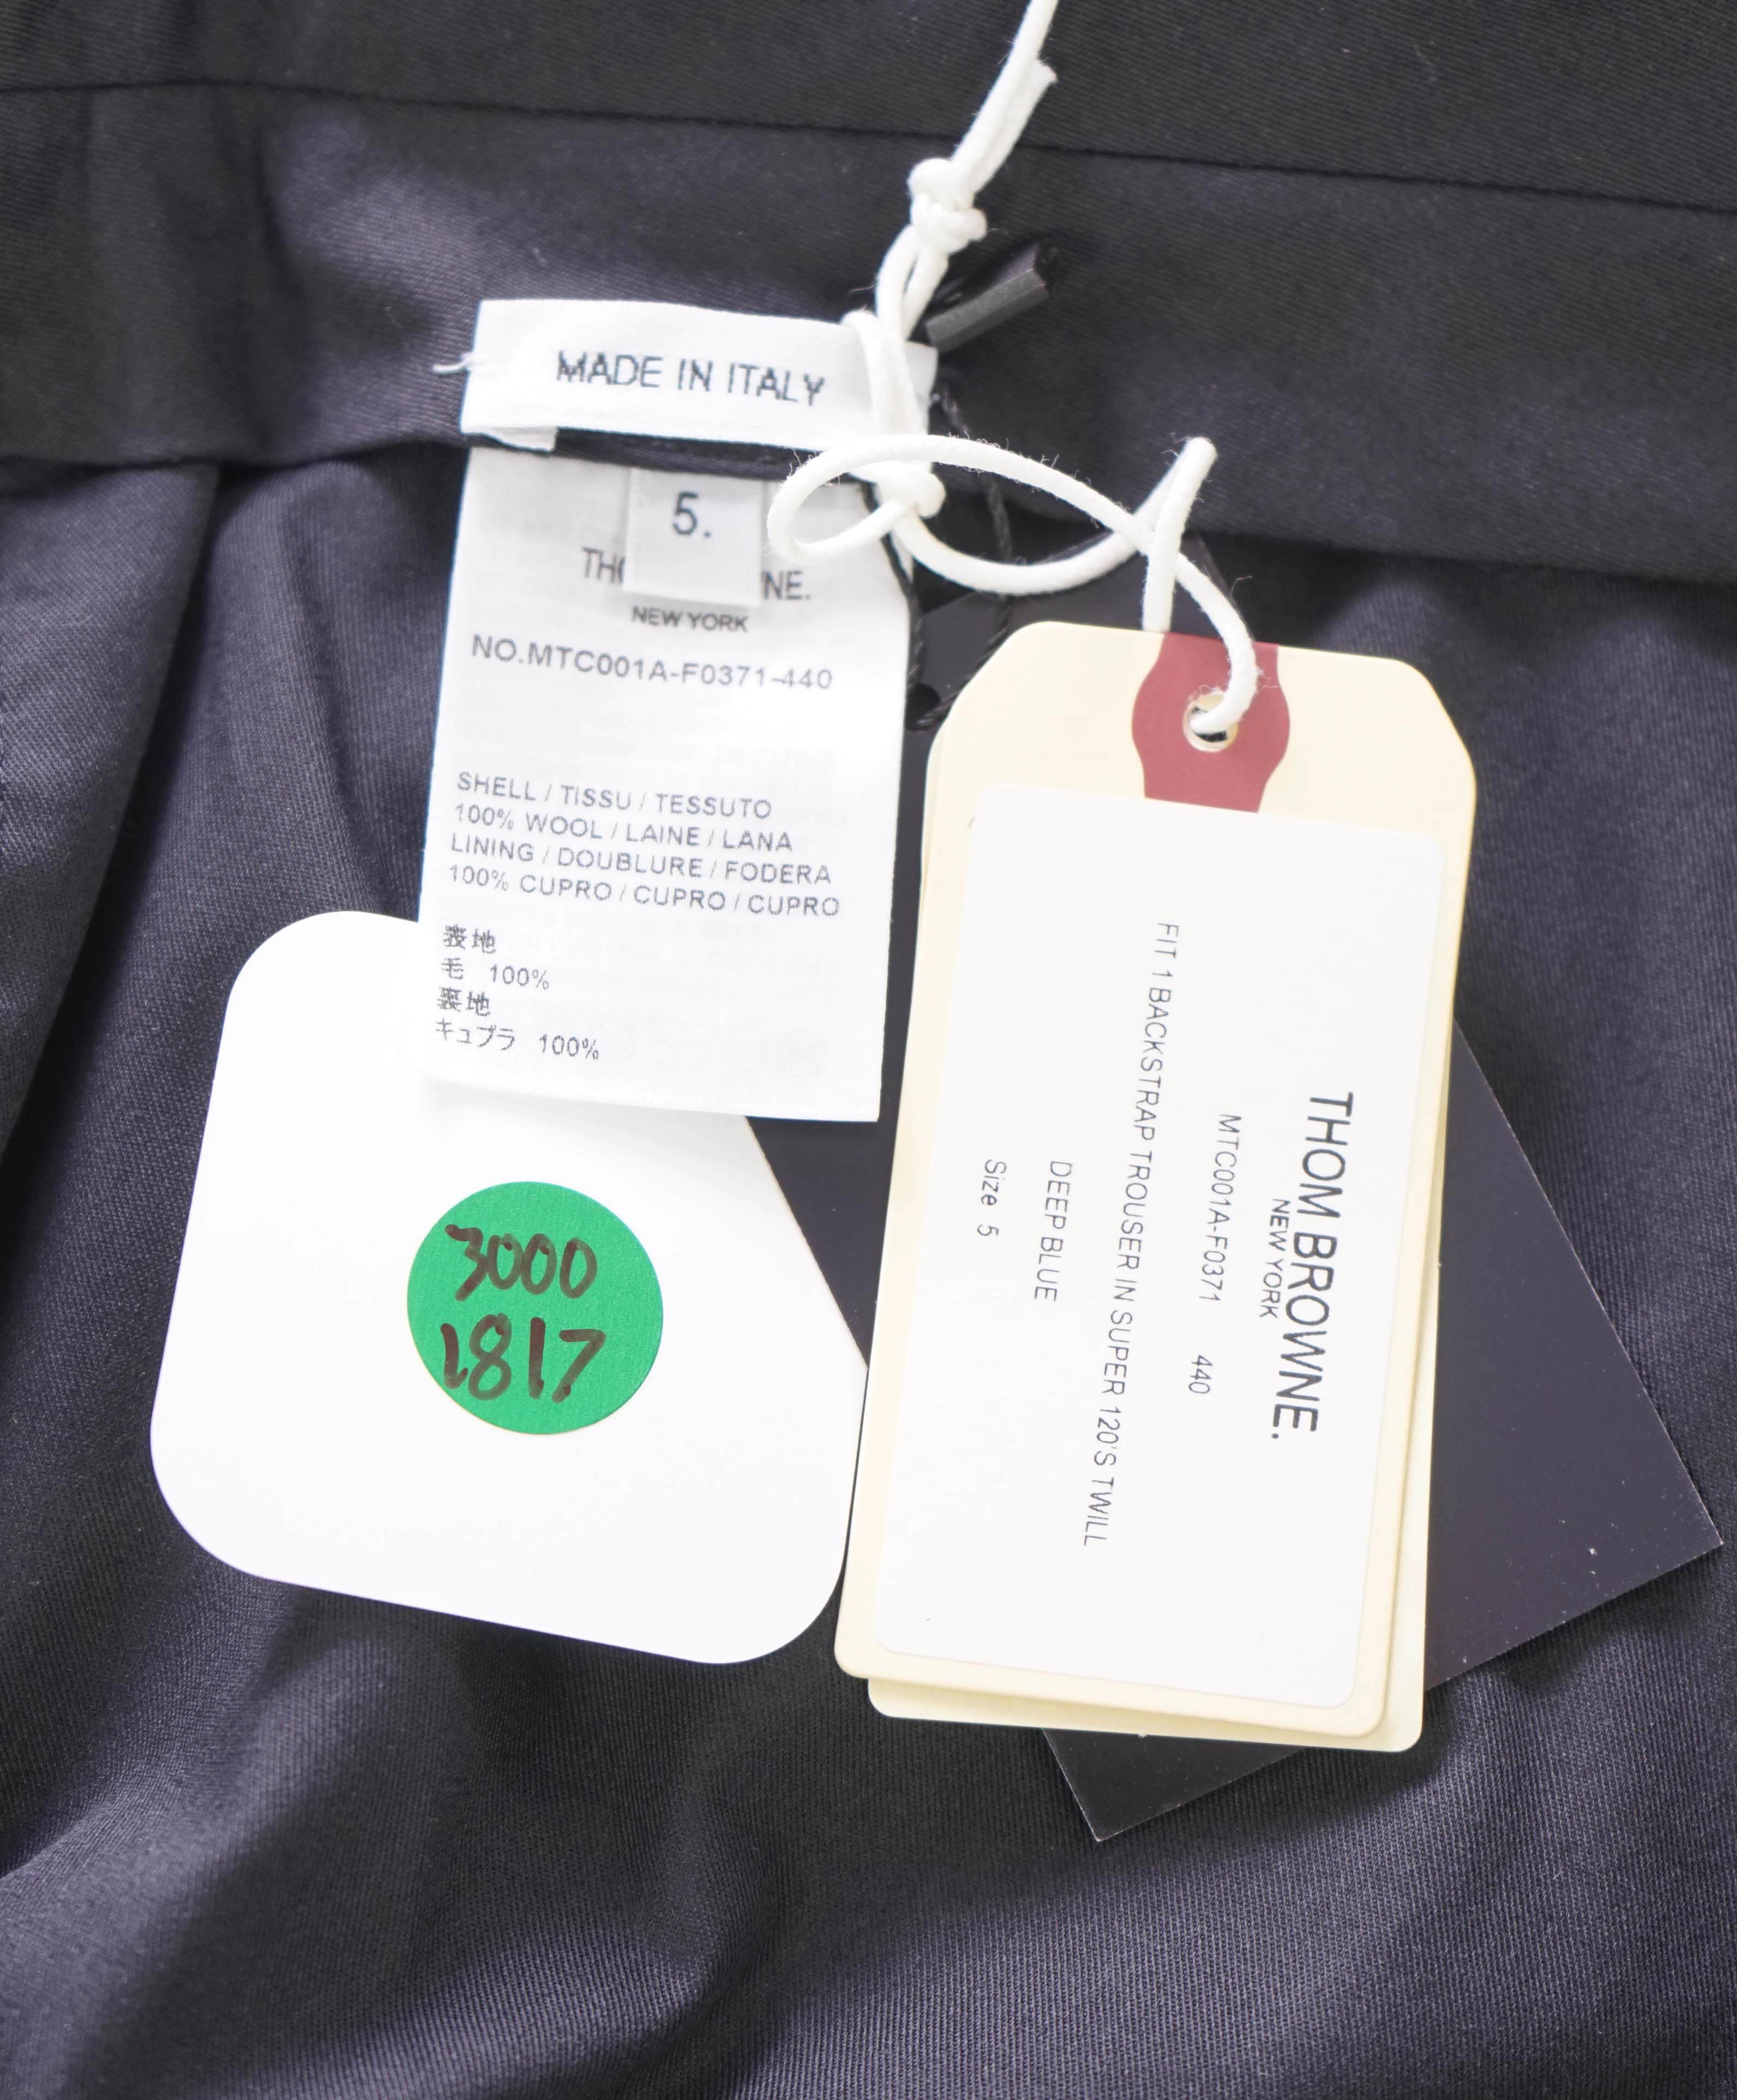 MADE IN ITALY
5.
NEW YORK
NO.MTC001A-F0371-440
SHELL / TISSU / TESSUTO
100% WOOL / LAINE / LANA
LINING / DOUBLURE / FODERA
100% CUPRO / CUPRO / CUPRO
表地
毛 100%
裏地
キュプラ 100%
3000
1817
THOM BROWNE.
NEW YORK
MTC001A-F0371 440
FIT 1 BACKSTRAP TROUSER IN SUPER 120'S TWILL
DEEP BLUE
Size 5